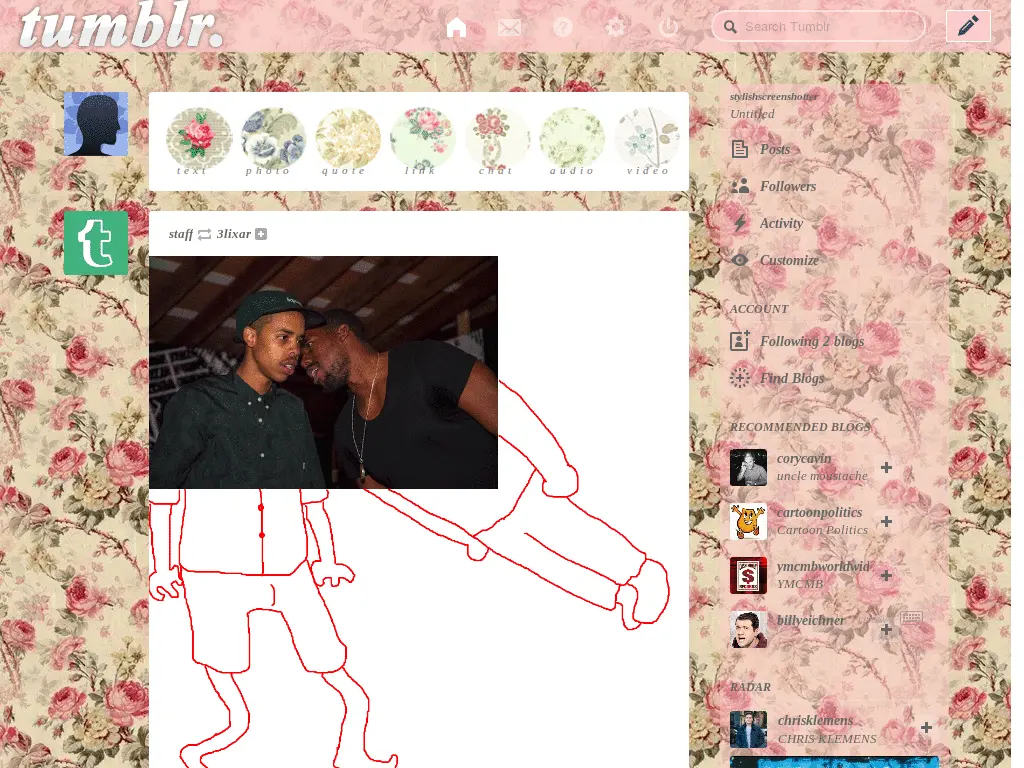 tumblr.
Search Tumblr
text photo quote link chat audio video
staff 3lixar
stylishscreenshotter
Untitled
Posts
Followers
Activity
Customize
ACCOUNT
Following 2 blogs
Find Blogs
RECOMMENDED BLOGS
corycavin
uncle moustache
cartoonpolitics
Cartoon Politics
ymcmbworldwid
YMCMB
billyeichner
RADAR
chrisklemens
CHRIS KLEMENS